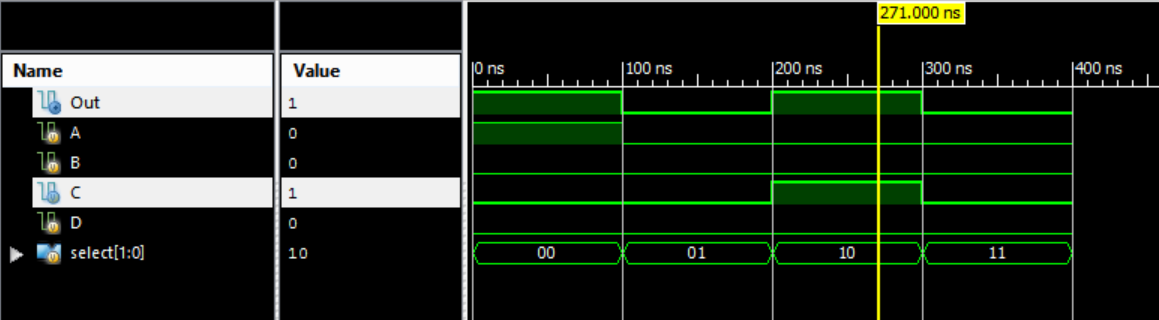 271.000 ns
Name Value 0 ns 100 ns 200 ns 300 ns 400 ns
Out 1
A 0
B 0
C 1
D 0
select[1:0] 10 00 01 10 11